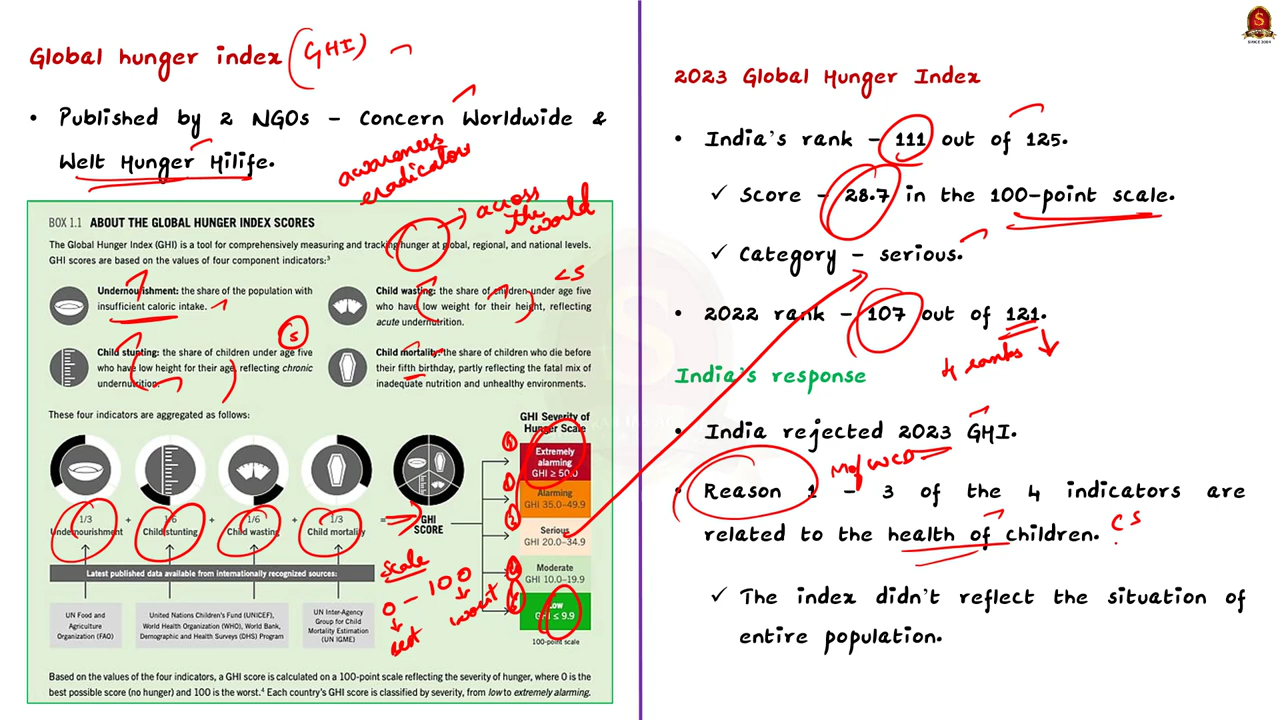 Global hunger index (GHI)
• Published by 2 NGOs – Concern Worldwide &
Welt Hunger Hilife.
awareness
eradication
across
the world
BOX 1.1 ABOUT THE GLOBAL HUNGER INDEX SCORES
The Global Hunger Index (GHI) is a tool for comprehensively measuring and tracking hunger at global, regional, and national levels.
GHI scores are based on the values of four component indicators:³
Undernourishment: the share of the population with
insufficient caloric intake.
Child wasting: the share of children under age five
who have low weight for their height, reflecting
acute undernutrition.
<5
5
Child stunting: the share of children under age five
who have low height for their age, reflecting chronic
undernutrition.
Child mortality: the share of children who die before
their fifth birthday, partly reflecting the fatal mix of
inadequate nutrition and unhealthy environments.
These four indicators are aggregated as follows:
1/3 + 1/6 + 1/6 + 1/3 = GHI
Undernourishment Child stunting Child wasting Child mortality SCORE
GHI Severity of
Hunger Scale
Extremely
alarming
GHI ≥ 50.0
Alarming
GHI 35.0–49.9
Serious
GHI 20.0–34.9
Moderate
GHI 10.0–19.9
Low
GHI ≤ 9.9
100-point scale
Scale
0 – 100
best worst
Latest published data available from internationally recognized sources:
UN Food and
Agriculture
Organization (FAO)
United Nations Children's Fund (UNICEF),
World Health Organization (WHO), World Bank,
Demographic and Health Surveys (DHS) Program
UN Inter-Agency
Group for Child
Mortality Estimation
(UN IGME)
Based on the values of the four indicators, a GHI score is calculated on a 100-point scale reflecting the severity of hunger, where 0 is the
best possible score (no hunger) and 100 is the worst.⁴ Each country's GHI score is classified by severity, from low to extremely alarming.
S
SINCE 2004
2023 Global Hunger Index
• India's rank – 111 out of 125.
✓ Score – 28.7 in the 100-point scale.
✓ Category – serious.
• 2022 rank – 107 out of 121.
4 ranks ↓
India's response
• India rejected 2023 GHI.
Mo/WCD
• Reason 1 – 3 of the 4 indicators are
related to the health of children.
✓ The index didn't reflect the situation of
entire population.